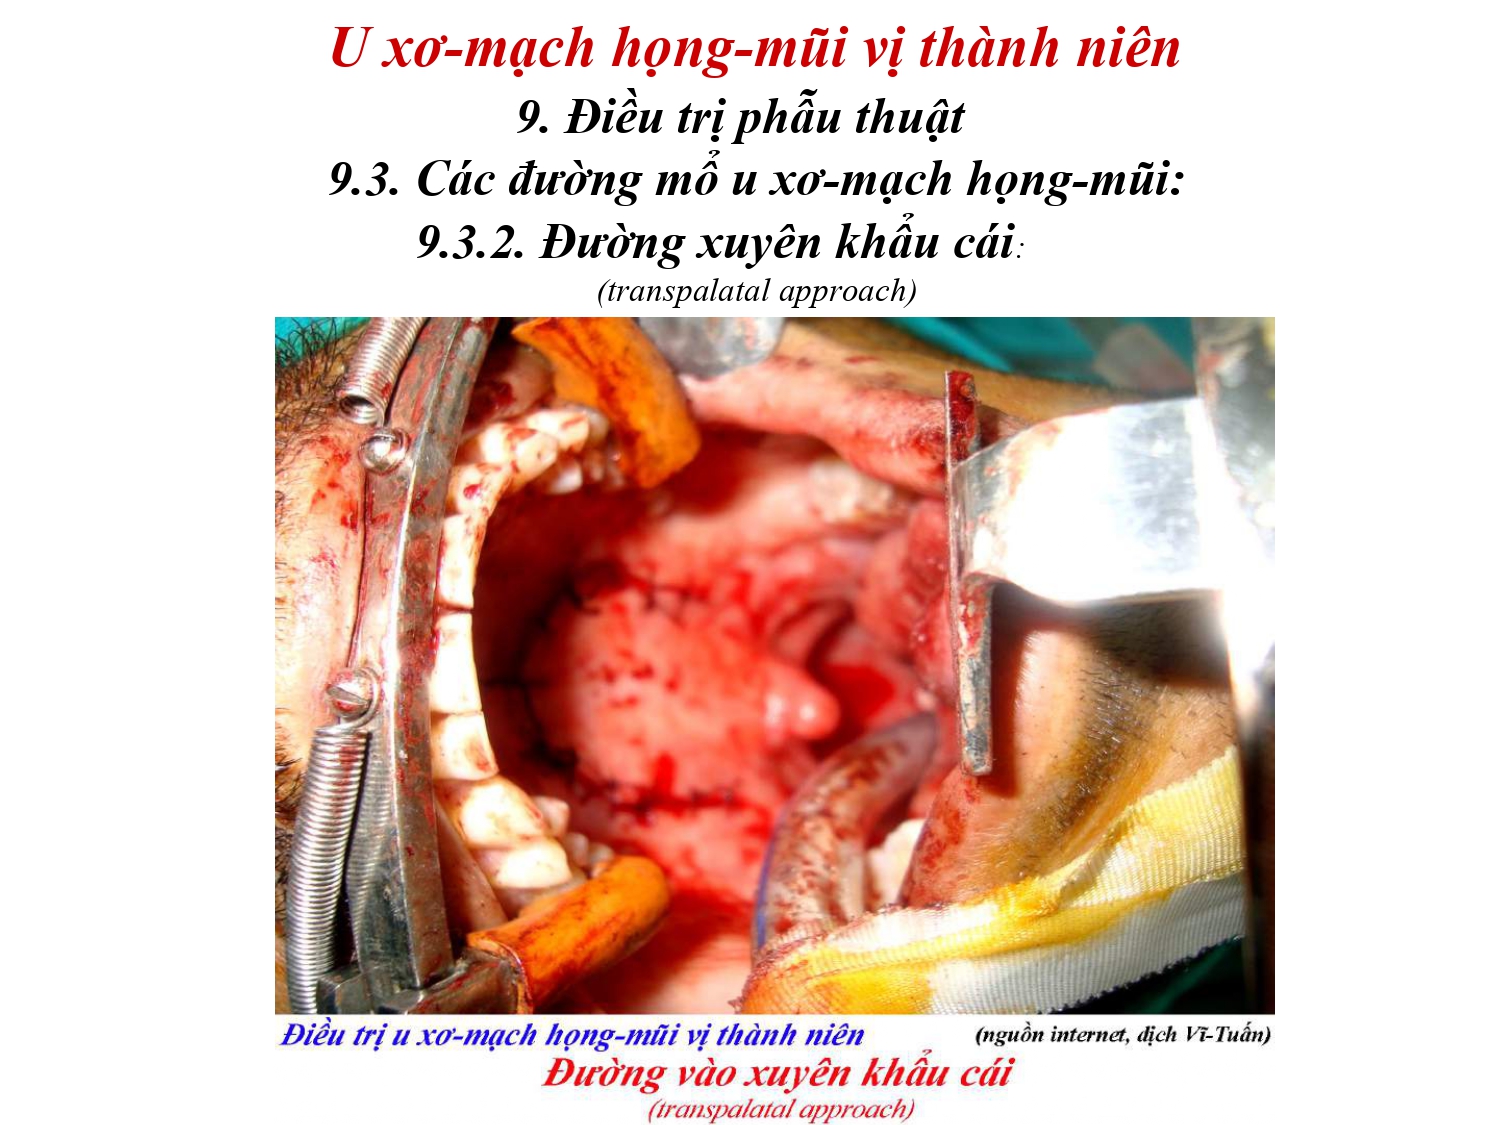 U xơ-mạch họng-mũi vị thành niên
9. Điều trị phẫu thuật
9.3. Các đường mổ u xơ-mạch họng-mũi:
9.3.2. Đường xuyên khẩu cái:
(transpalatal approach)
Điều trị u xơ-mạch họng-mũi vị thành niên
(nguồn internet, dịch Vĩ-Tuấn)
Đường vào xuyên khẩu cái
(transpalatal approach)